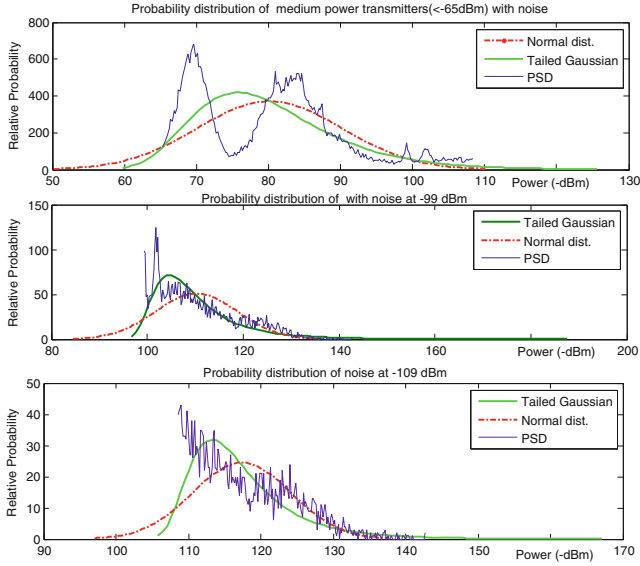 Probability distribution of medium power transmitters(<-65dBm) with noise
Relative Probability
800
600
400
200
0
Normal dist.
Tailed Gaussian
PSD
50 60 70 80 90 100 110 130
Power (-dBm)
Probability distribution of with noise at -99 dBm
Relative Probability
150
100
50
0
Tailed Gaussian
Normal dist.
PSD
80 100 120 140 160 180 200
Power (-dBm)
Probability distribution of noise at -109 dBm
Relative Probability
50
40
30
20
10
0
Tailed Gaussian
Normal dist.
PSD
90 100 110 120 130 140 150 170
Power (-dBm)